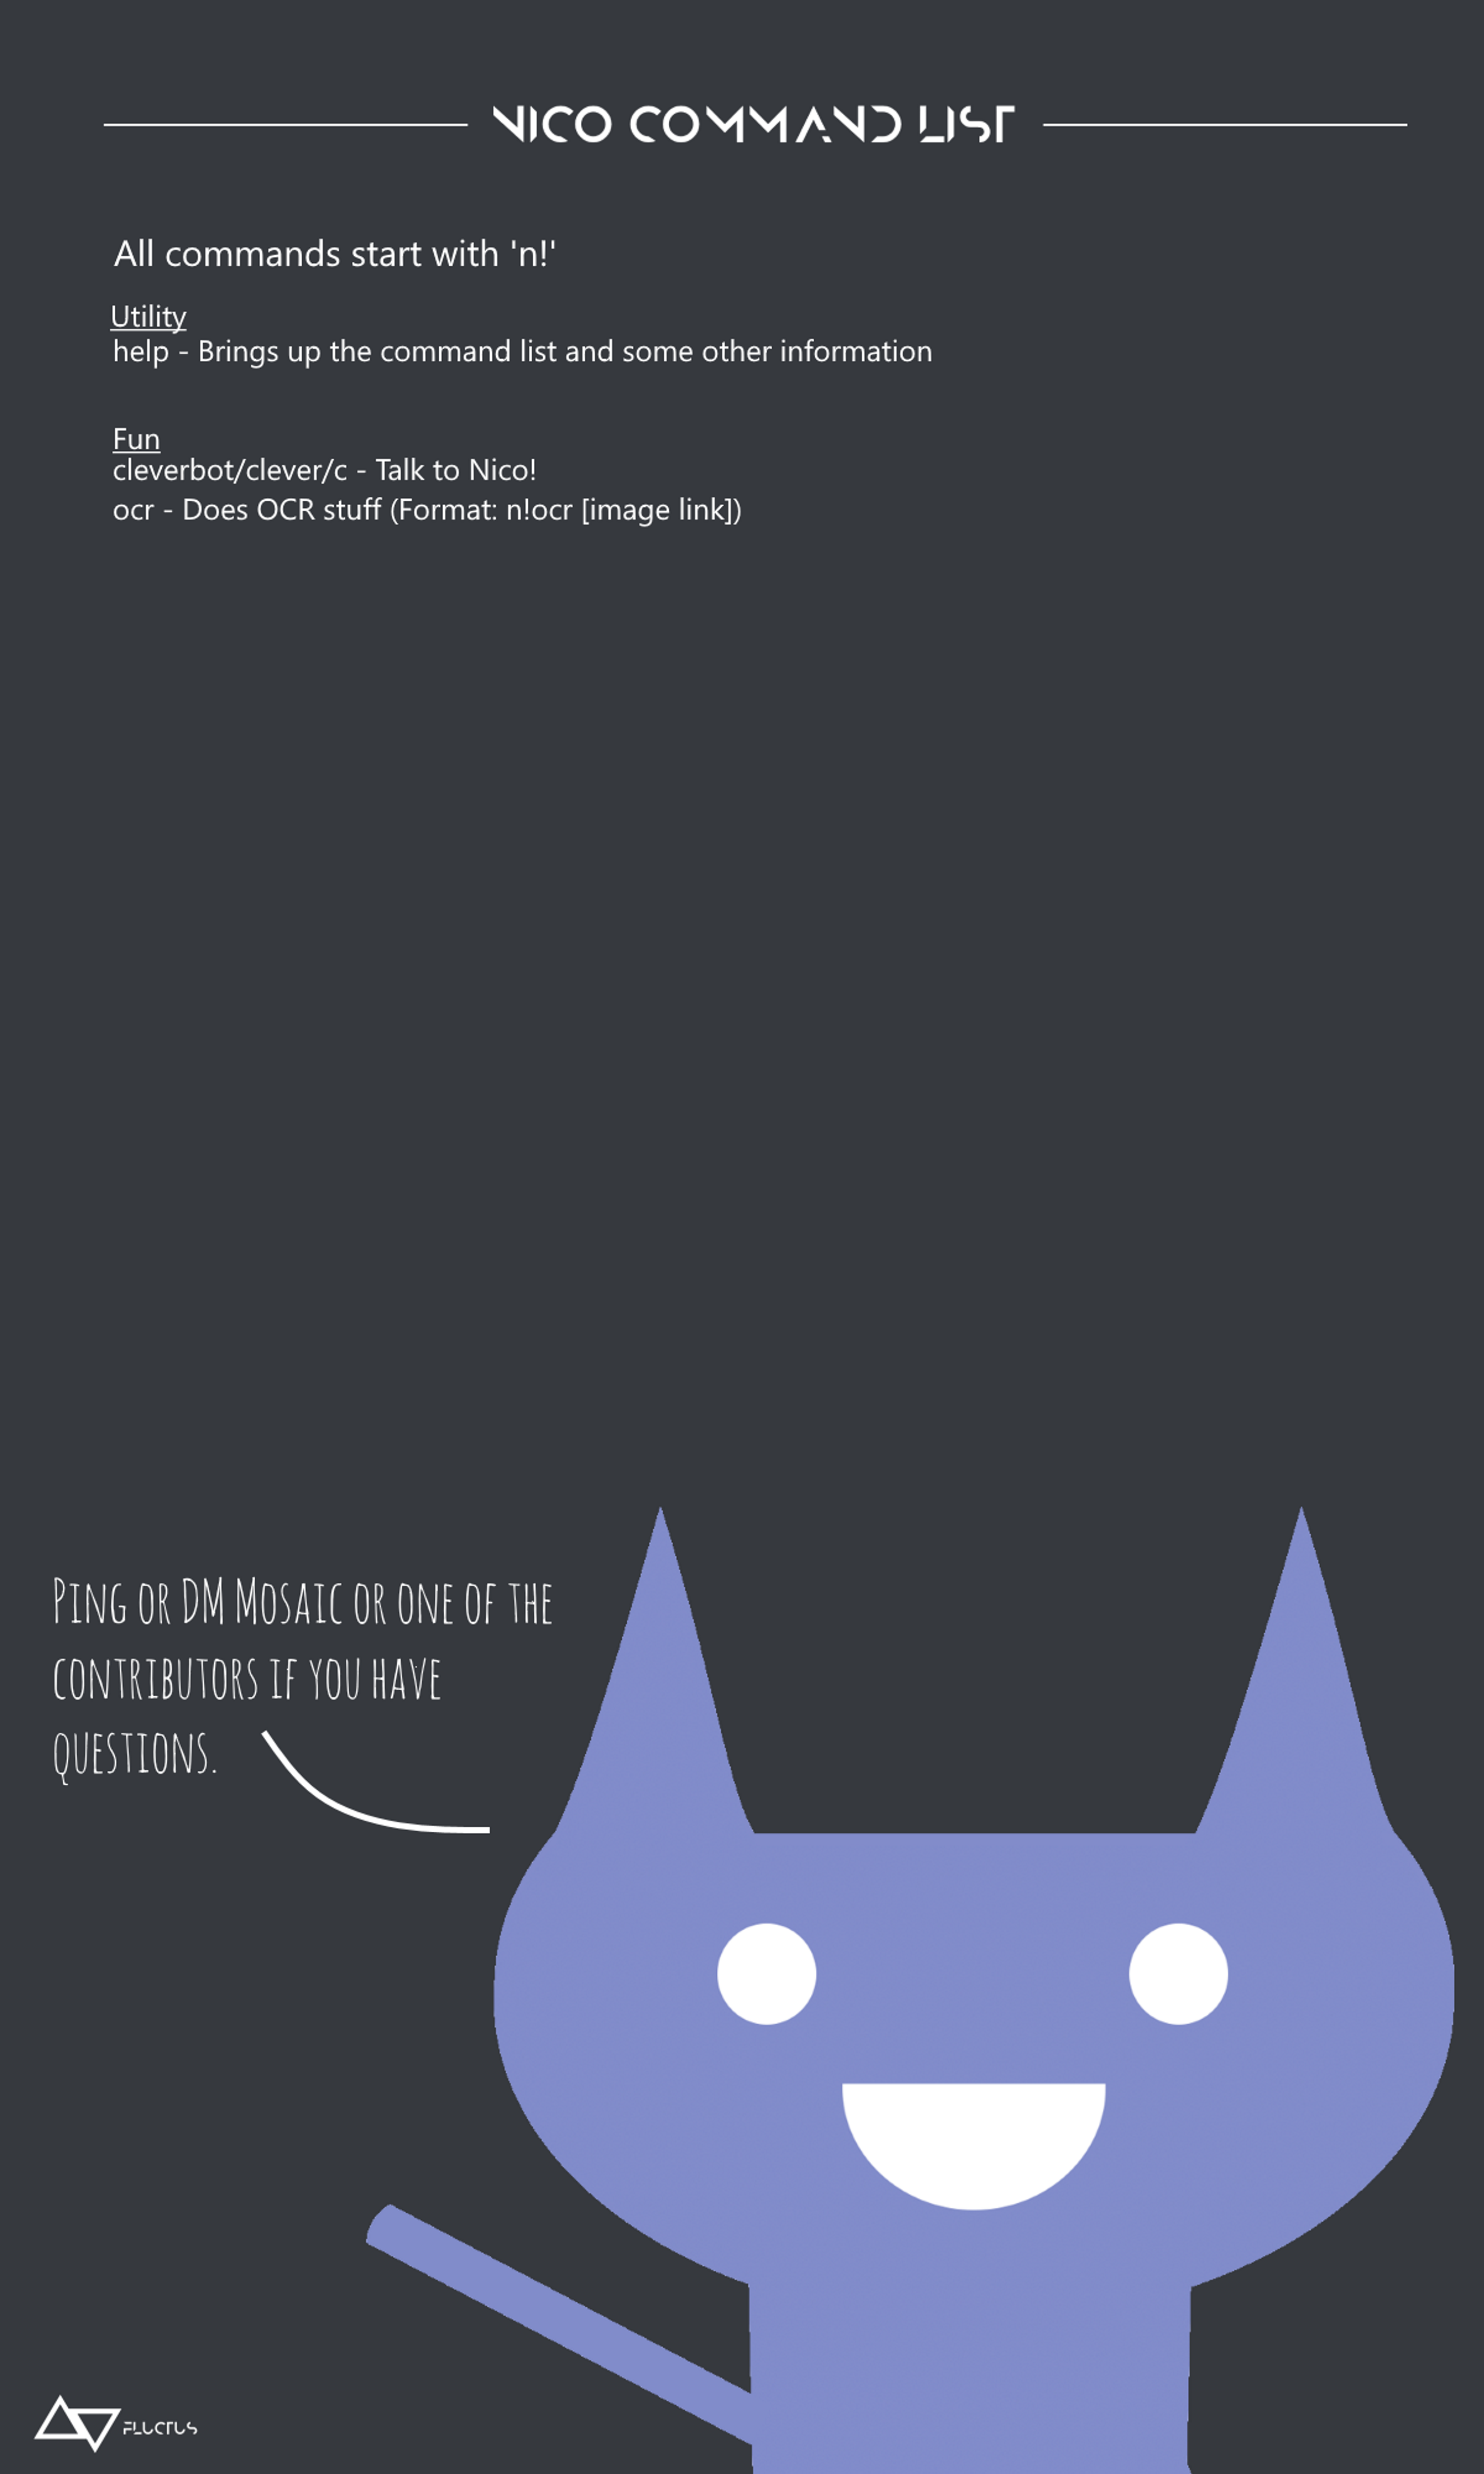 NICO COMMAND LIST
All commands start with 'n!'
Utility
help - Brings up the command list and some other information
Fun
cleverbot/clever/c - Talk to Nico!
ocr - Does OCR stuff (Format: n!ocr [image link])
PING OR DM MOSAIC OR ONE OF THE
CONTRIBUTORS IF YOU HAVE
QUESTIONS.
FLUCTUS